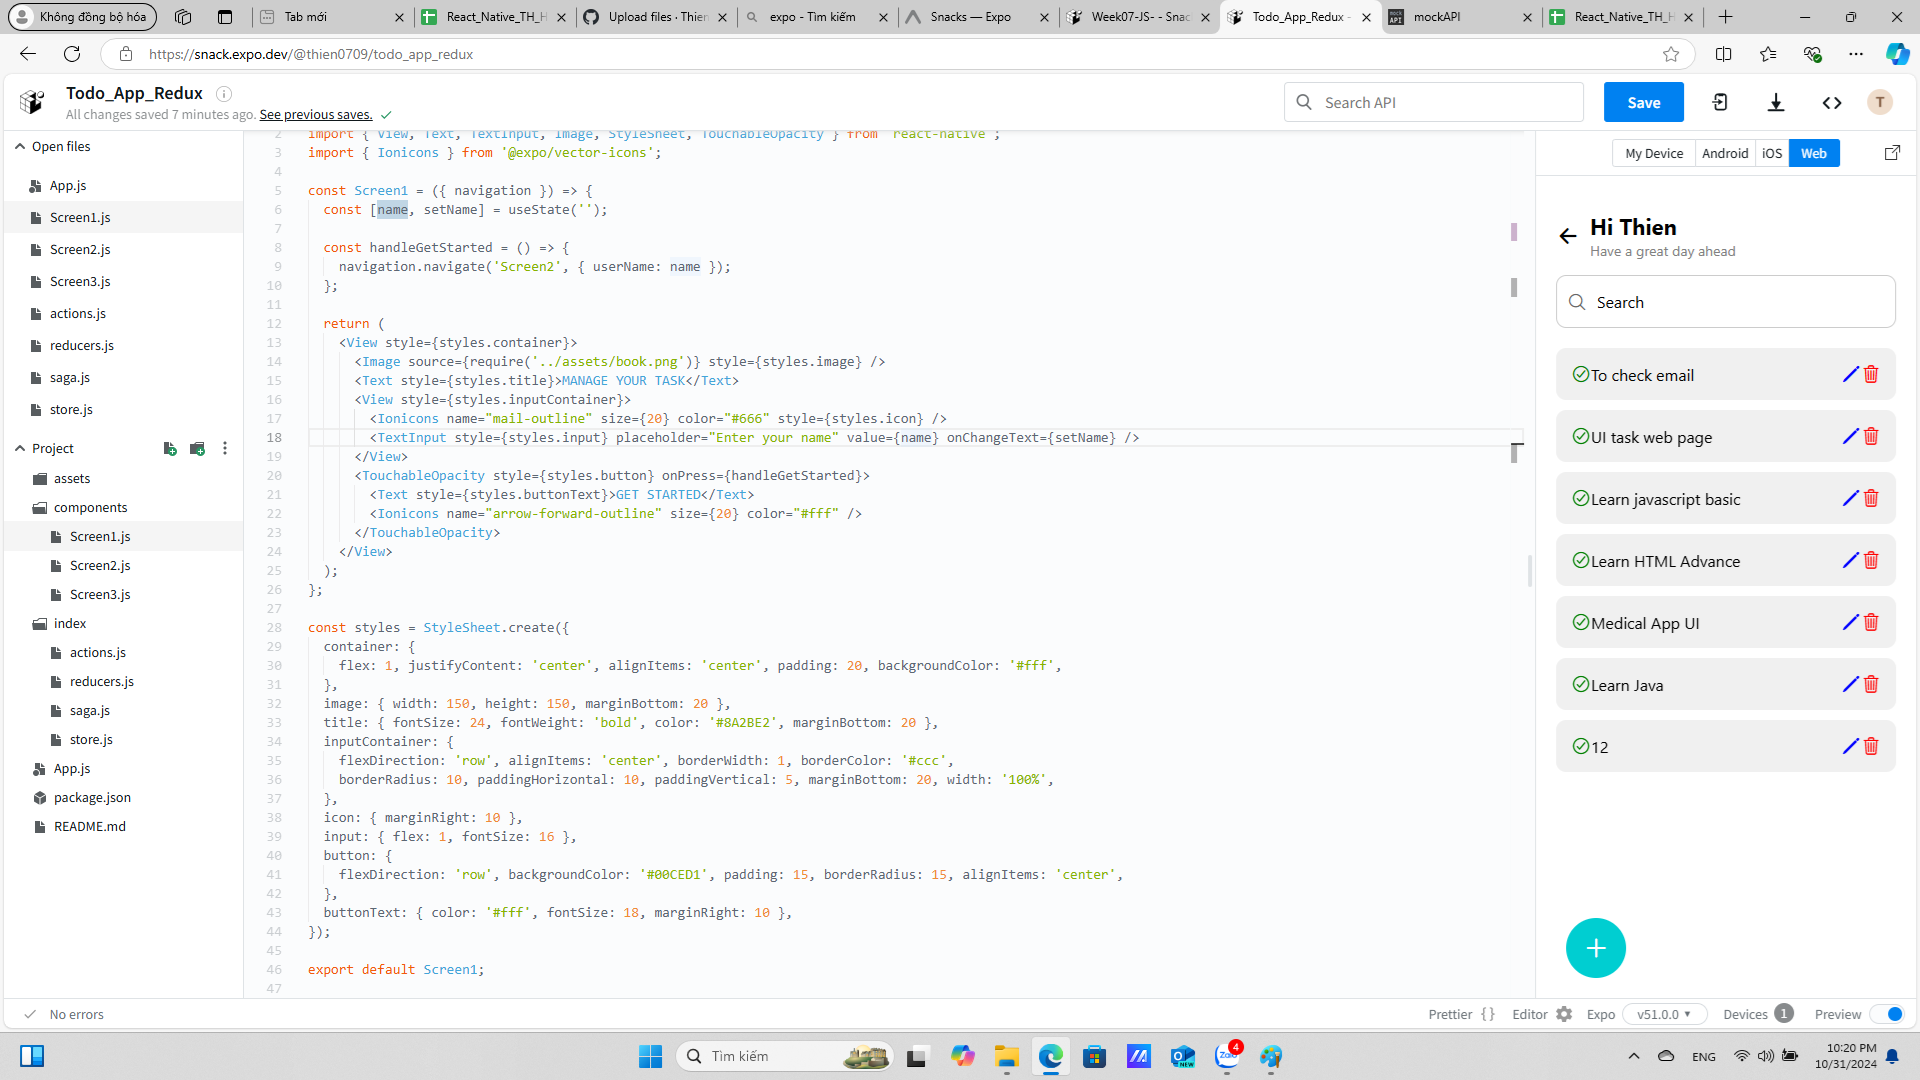 Không đồng bộ hóa
Tab mới
React_Native_TH_H
Upload files · Thien
expo - Tìm kiếm
Snacks — Expo
Week07-JS- - Snac
Todo_App_Redux -
mockAPI
React_Native_TH_H
https://snack.expo.dev/@thien0709/todo_app_redux
Todo_App_Redux
All changes saved 7 minutes ago. See previous saves.
Search API
Save
T
Open files
App.js
Screen1.js
Screen2.js
Screen3.js
actions.js
reducers.js
saga.js
store.js
Project
assets
components
Screen1.js
Screen2.js
Screen3.js
index
actions.js
reducers.js
saga.js
store.js
App.js
package.json
README.md
2 import { View, Text, TextInput, Image, StyleSheet, TouchableOpacity } from 'react-native';
3 import { Ionicons } from '@expo/vector-icons';
4
5 const Screen1 = ({ navigation }) => {
6 const [name, setName] = useState('');
7
8 const handleGetStarted = () => {
9 navigation.navigate('Screen2', { userName: name });
10 };
11
12 return (
13 <View style={styles.container}>
14 <Image source={require('../assets/book.png')} style={styles.image} />
15 <Text style={styles.title}>MANAGE YOUR TASK</Text>
16 <View style={styles.inputContainer}>
17 <Ionicons name="mail-outline" size={20} color="#666" style={styles.icon} />
18 <TextInput style={styles.input} placeholder="Enter your name" value={name} onChangeText={setName} />
19 </View>
20 <TouchableOpacity style={styles.button} onPress={handleGetStarted}>
21 <Text style={styles.buttonText}>GET STARTED</Text>
22 <Ionicons name="arrow-forward-outline" size={20} color="#fff" />
23 </TouchableOpacity>
24 </View>
25 );
26 };
27
28 const styles = StyleSheet.create({
29 container: {
30 flex: 1, justifyContent: 'center', alignItems: 'center', padding: 20, backgroundColor: '#fff',
31 },
32 image: { width: 150, height: 150, marginBottom: 20 },
33 title: { fontSize: 24, fontWeight: 'bold', color: '#8A2BE2', marginBottom: 20 },
34 inputContainer: {
35 flexDirection: 'row', alignItems: 'center', borderWidth: 1, borderColor: '#ccc',
36 borderRadius: 10, paddingHorizontal: 10, paddingVertical: 5, marginBottom: 20, width: '100%',
37 },
38 icon: { marginRight: 10 },
39 input: { flex: 1, fontSize: 16 },
40 button: {
41 flexDirection: 'row', backgroundColor: '#00CED1', padding: 15, borderRadius: 15, alignItems: 'center',
42 },
43 buttonText: { color: '#fff', fontSize: 18, marginRight: 10 },
44 });
45
46 export default Screen1;
47
My Device
Android
iOS
Web
Hi Thien
Have a great day ahead
Search
To check email
UI task web page
Learn javascript basic
Learn HTML Advance
Medical App UI
Learn Java
12
+
No errors
Prettier {}
Editor
Expo
v51.0.0
Devices 1
Preview
Tìm kiếm
4
ENG
10:20 PM
10/31/2024